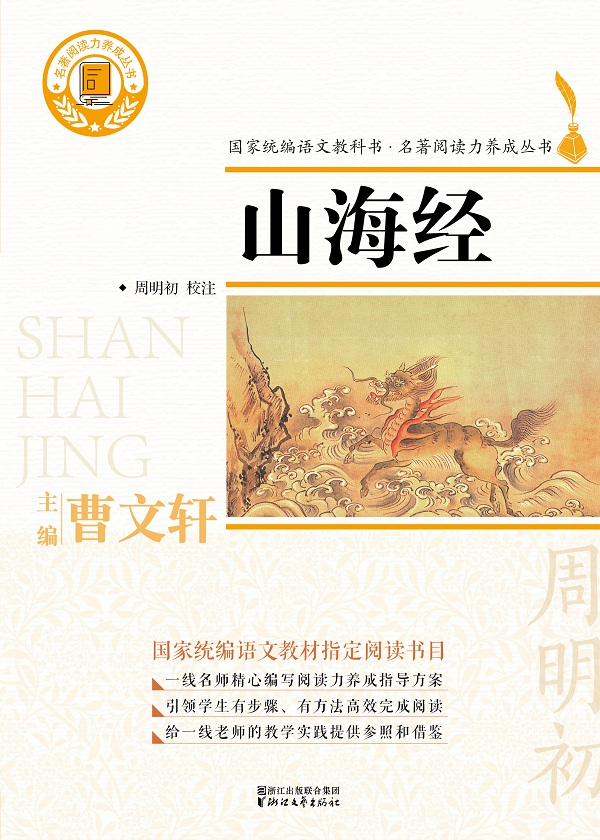 名著阅读力养成丛书
国家统编语文教科书·名著阅读力养成丛书
山海经
◆ 周明初 校注
SHAN
HAI
JING
主编 曹文轩
周明初
国家统编语文教材指定阅读书目
一线名师精心编写阅读力养成指导方案
引领学生有步骤、有方法高效完成阅读
给一线老师的教学实践提供参照和借鉴
浙江出版联合集团
浙江文艺出版社